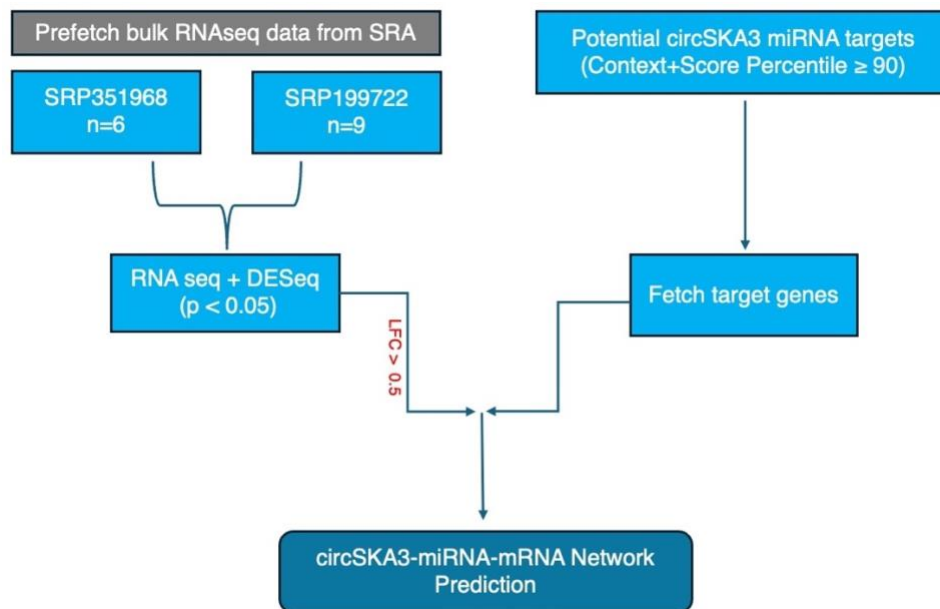 Prefetch bulk RNAseq data from SRA
SRP351968
n=6
SRP199722
n=9
Potential circSKA3 miRNA targets
(Context+Score Percentile ≥ 90)
RNA seq + DESeq
(p < 0.05)
Fetch target genes
LFC > 0.5
circSKA3-miRNA-mRNA Network
Prediction